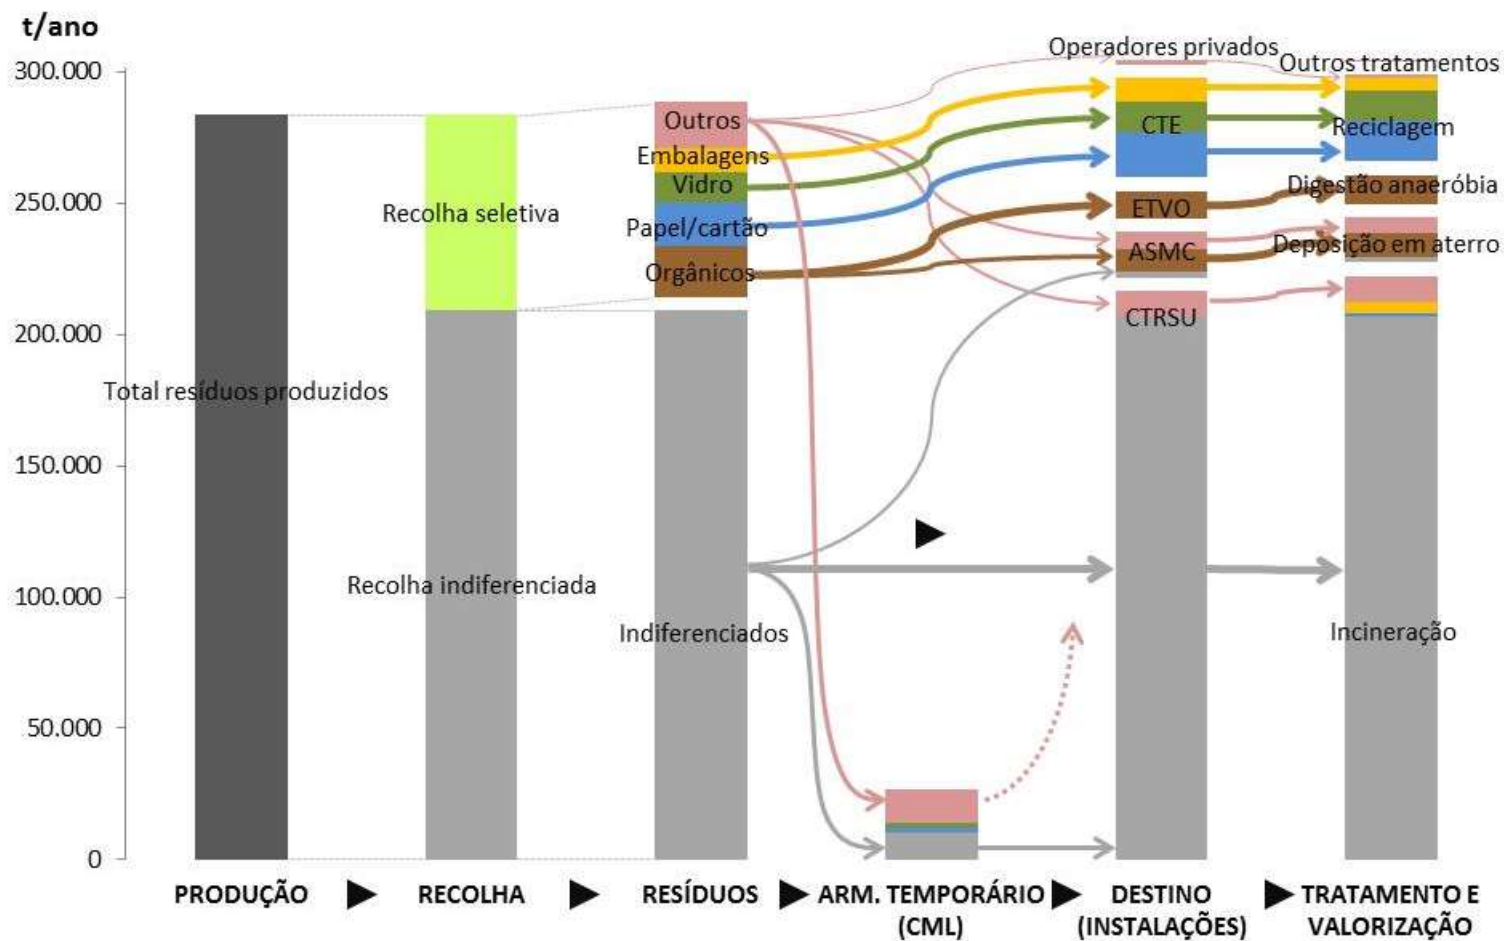 t/ano
300.000
250.000
200.000
150.000
100.000
50.000
0
Total resíduos produzidos
Recolha seletiva
Recolha indiferenciada
Outros
Embalagens
Vidro
Papel/cartão
Orgânicos
Indiferenciados
Operadores privados
CTE
ETVO
ASMC
CTRSU
Outros tratamentos
Reciclagem
Digestão anaeróbia
Deposição em aterro
Incineração
PRODUÇÃO
RECOLHA
RESÍDUOS
ARM. TEMPORÁRIO
(CML)
DESTINO
(INSTALAÇÕES)
TRATAMENTO E
VALORIZAÇÃO